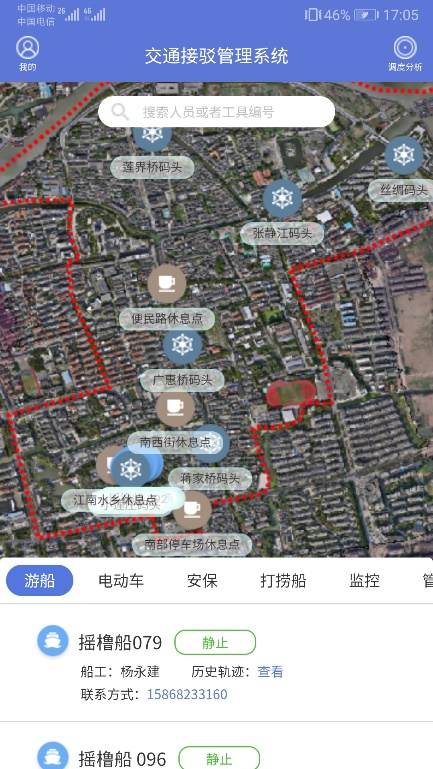 中国移动 2G 4G
中国电信
46% 17:05
我的
交通接驳管理系统
调度分析
搜索人员或者工具编号
莲界桥码头
丝绸码头
张静江码头
便民路休息点
广惠桥码头
南西街休息点
蒋家桥码头
江南水乡休息点
南部停车场休息点
游船 电动车 安保 打捞船 监控
摇橹船079 静止
船工：杨永建 历史轨迹：查看
联系方式：15868233160
摇橹船 096 静止